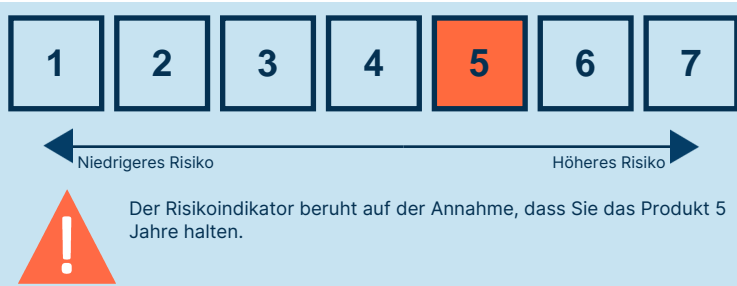 1 2 3 4 5 6 7
Niedrigeres Risiko Höheres Risiko
!
Der Risikoindikator beruht auf der Annahme, dass Sie das Produkt 5
Jahre halten.